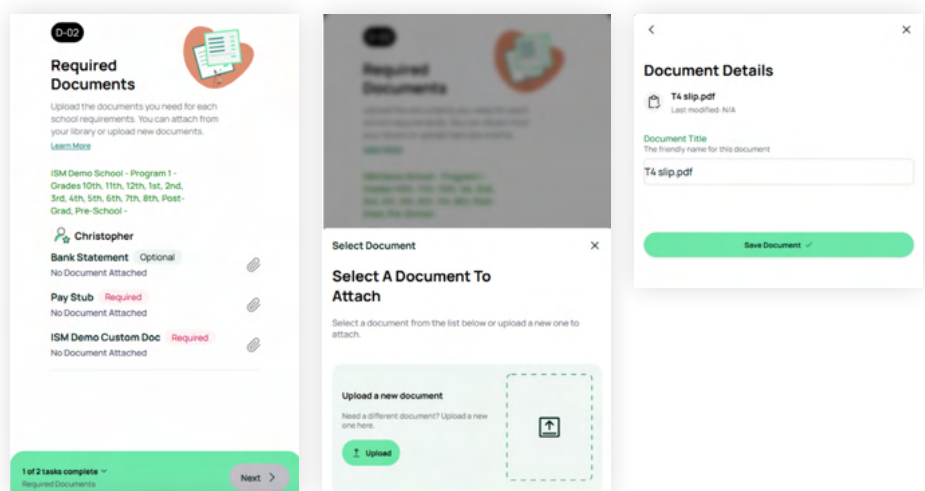 D-02
Required
Documents
Upload the documents you need for each
school requirements. You can attach from
your library or upload new documents.
Learn More
ISM Demo School - Program 1 -
Grades 10th, 11th, 12th, 1st, 2nd,
3rd, 4th, 5th, 6th, 7th, 8th, Post-
Grad, Pre-School -
Christopher
Bank Statement Optional
No Document Attached
Pay Stub Required
No Document Attached
ISM Demo Custom Doc Required
No Document Attached
1 of 2 tasks complete
Required Documents
Next
Required
Documents
Select Document
Select A Document To
Attach
Select a document from the list below or upload a new one to
attach.
Upload a new document
Need a different document? Upload a new
one here.
Upload
Document Details
T4 slip.pdf
Last modified: N/A
Document Title
The friendly name for this document
T4 slip.pdf
Save Document